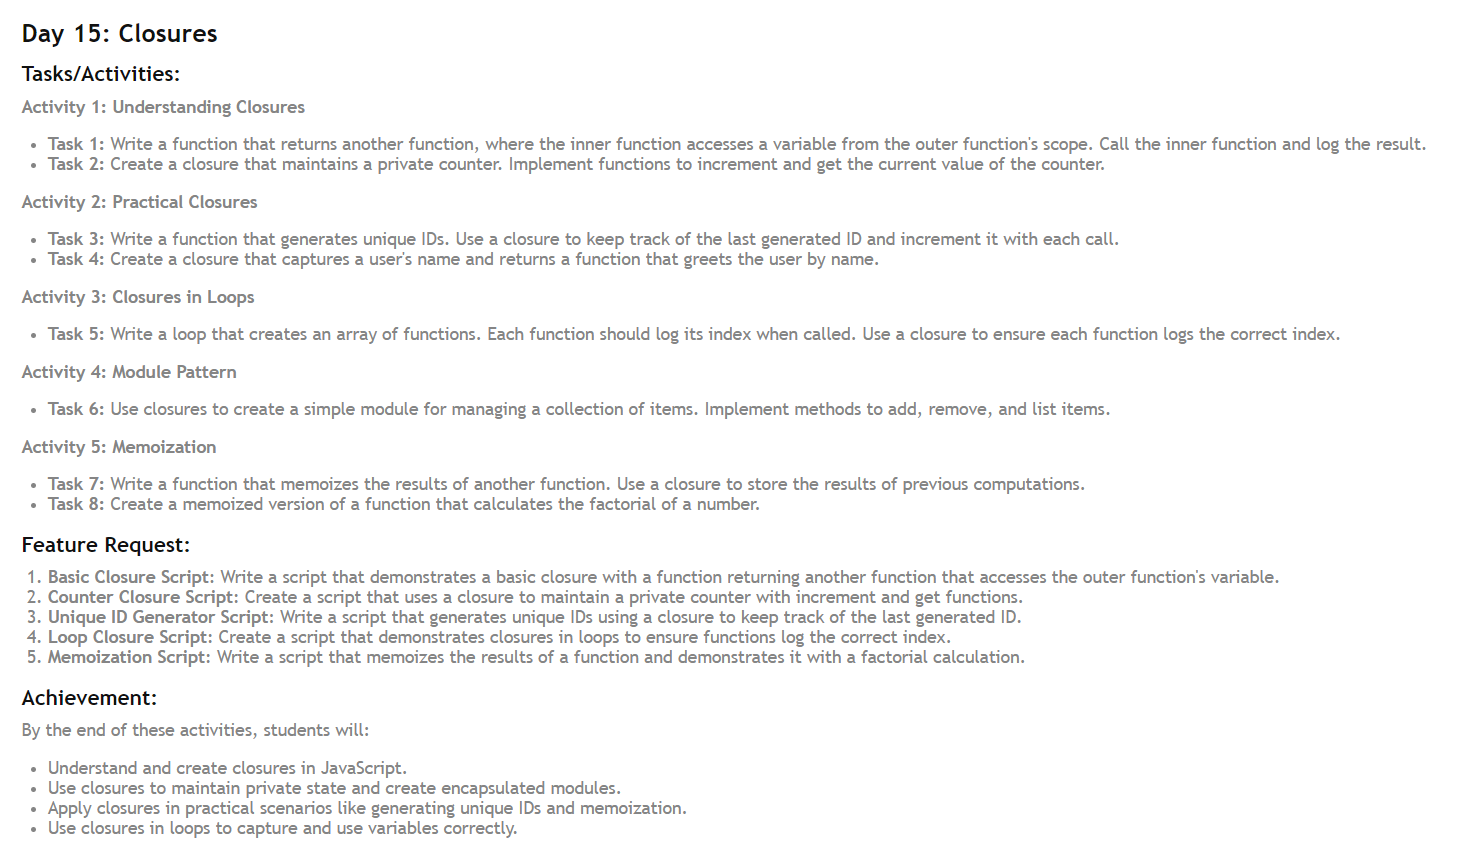 Day 15: Closures
Tasks/Activities:
Activity 1: Understanding Closures
• Task 1: Write a function that returns another function, where the inner function accesses a variable from the outer function's scope. Call the inner function and log the result.
• Task 2: Create a closure that maintains a private counter. Implement functions to increment and get the current value of the counter.
Activity 2: Practical Closures
• Task 3: Write a function that generates unique IDs. Use a closure to keep track of the last generated ID and increment it with each call.
• Task 4: Create a closure that captures a user's name and returns a function that greets the user by name.
Activity 3: Closures in Loops
• Task 5: Write a loop that creates an array of functions. Each function should log its index when called. Use a closure to ensure each function logs the correct index.
Activity 4: Module Pattern
• Task 6: Use closures to create a simple module for managing a collection of items. Implement methods to add, remove, and list items.
Activity 5: Memoization
• Task 7: Write a function that memoizes the results of another function. Use a closure to store the results of previous computations.
• Task 8: Create a memoized version of a function that calculates the factorial of a number.
Feature Request:
1. Basic Closure Script: Write a script that demonstrates a basic closure with a function returning another function that accesses the outer function's variable.
2. Counter Closure Script: Create a script that uses a closure to maintain a private counter with increment and get functions.
3. Unique ID Generator Script: Write a script that generates unique IDs using a closure to keep track of the last generated ID.
4. Loop Closure Script: Create a script that demonstrates closures in loops to ensure functions log the correct index.
5. Memoization Script: Write a script that memoizes the results of a function and demonstrates it with a factorial calculation.
Achievement:
By the end of these activities, students will:
• Understand and create closures in JavaScript.
• Use closures to maintain private state and create encapsulated modules.
• Apply closures in practical scenarios like generating unique IDs and memoization.
• Use closures in loops to capture and use variables correctly.